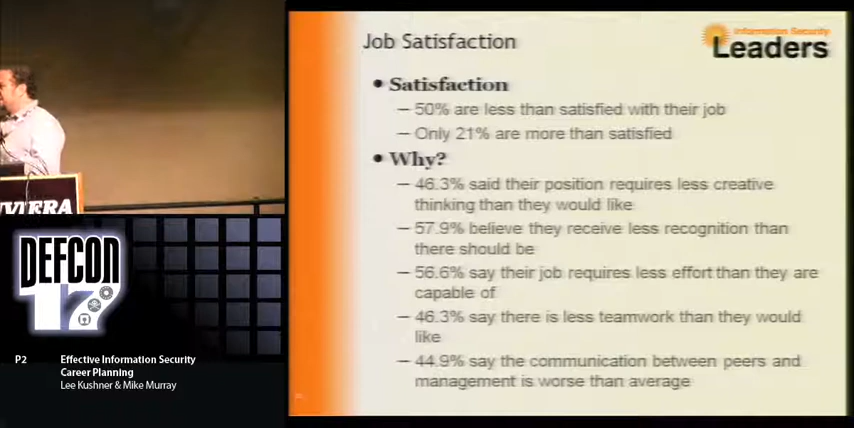 Job Satisfaction
Information Security
Leaders
• Satisfaction
– 50% are less than satisfied with their job
– Only 21% are more than satisfied
• Why?
– 46.3% said their position requires less creative
thinking than they would like
– 57.9% believe they receive less recognition than
there should be
– 56.6% say their job requires less effort than they are
capable of
– 46.3% say there is less teamwork than they would
like
– 44.9% say the communication between peers and
management is worse than average
VIERA
DEFCON
17
P2 Effective Information Security
Career Planning
Lee Kushner & Mike Murray